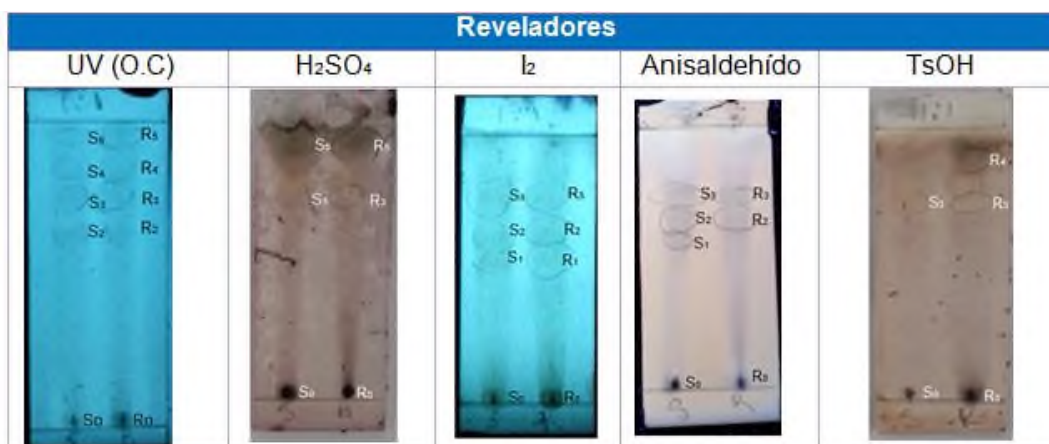 Reveladores
UV (O.C) H₂SO₄ I₂ Anisaldehído TsOH
S₅ R₅
S₄ R₄
S₃ R₃
S₂ R₂
S₀ R₀
S₅ R₅
S₃ R₃
S₀ R₀
S
S₃ R₃
S₂ R₂
S₁ R₁
S₀ R₀
S₃ R₃
S₂ R₂
S₁
S₀ R₀
S R
R₄
S₃ R₃
S₀ R₀
R